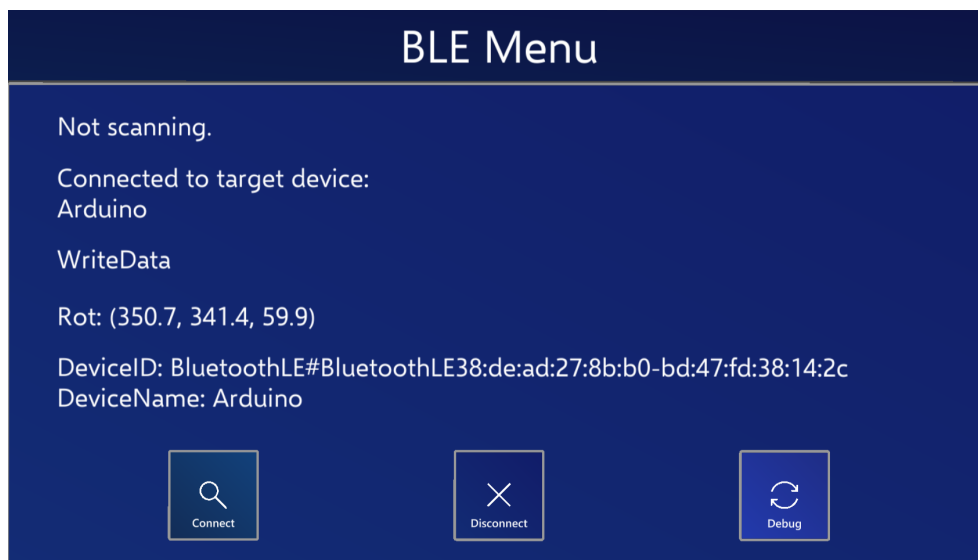 BLE Menu
Not scanning.
Connected to target device:
Arduino
WriteData
Rot: (350.7, 341.4, 59.9)
DeviceID: BluetoothLE#BluetoothLE38:de:ad:27:8b:b0-bd:47:fd:38:14:2c
DeviceName: Arduino
Connect
Disconnect
Debug